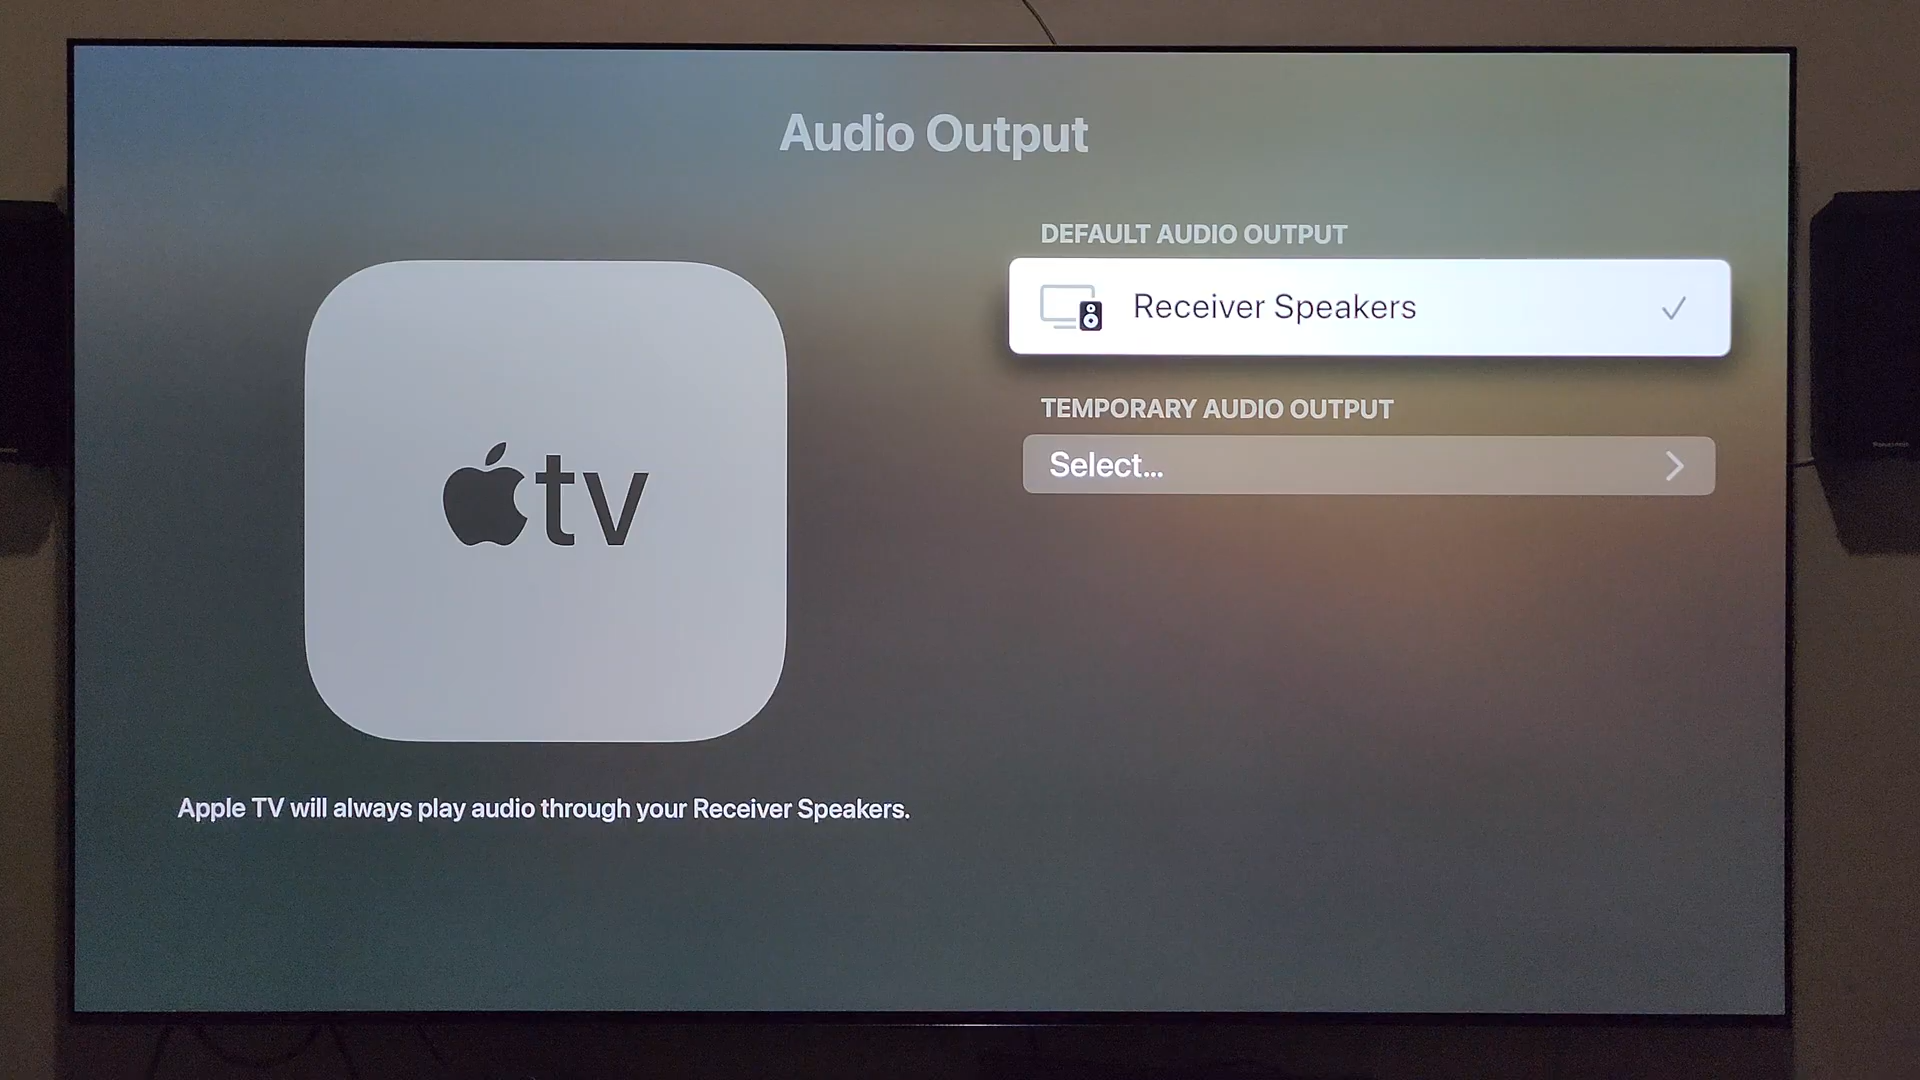 Audio Output
DEFAULT AUDIO OUTPUT
Receiver Speakers
TEMPORARY AUDIO OUTPUT
Select...
tv
Apple TV will always play audio through your Receiver Speakers.